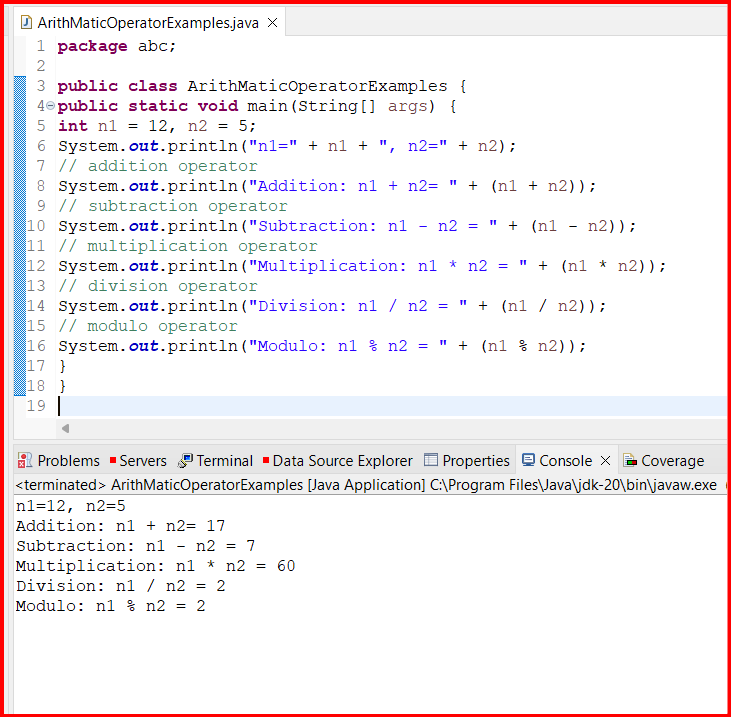 ArithMaticOperatorExamples.java
1 package abc;
2
3 public class ArithMaticOperatorExamples {
4 public static void main(String[] args) {
5 int n1 = 12, n2 = 5;
6 System.out.println("n1=" + n1 + ", n2=" + n2);
7 // addition operator
8 System.out.println("Addition: n1 + n2= " + (n1 + n2));
9 // subtraction operator
10 System.out.println("Subtraction: n1 - n2 = " + (n1 - n2));
11 // multiplication operator
12 System.out.println("Multiplication: n1 * n2 = " + (n1 * n2));
13 // division operator
14 System.out.println("Division: n1 / n2 = " + (n1 / n2));
15 // modulo operator
16 System.out.println("Modulo: n1 % n2 = " + (n1 % n2));
17 }
18 }
19
Problems Servers Terminal Data Source Explorer Properties Console Coverage
<terminated> ArithMaticOperatorExamples [Java Application] C:\Program Files\Java\jdk-20\bin\javaw.exe
n1=12, n2=5
Addition: n1 + n2= 17
Subtraction: n1 - n2 = 7
Multiplication: n1 * n2 = 60
Division: n1 / n2 = 2
Modulo: n1 % n2 = 2